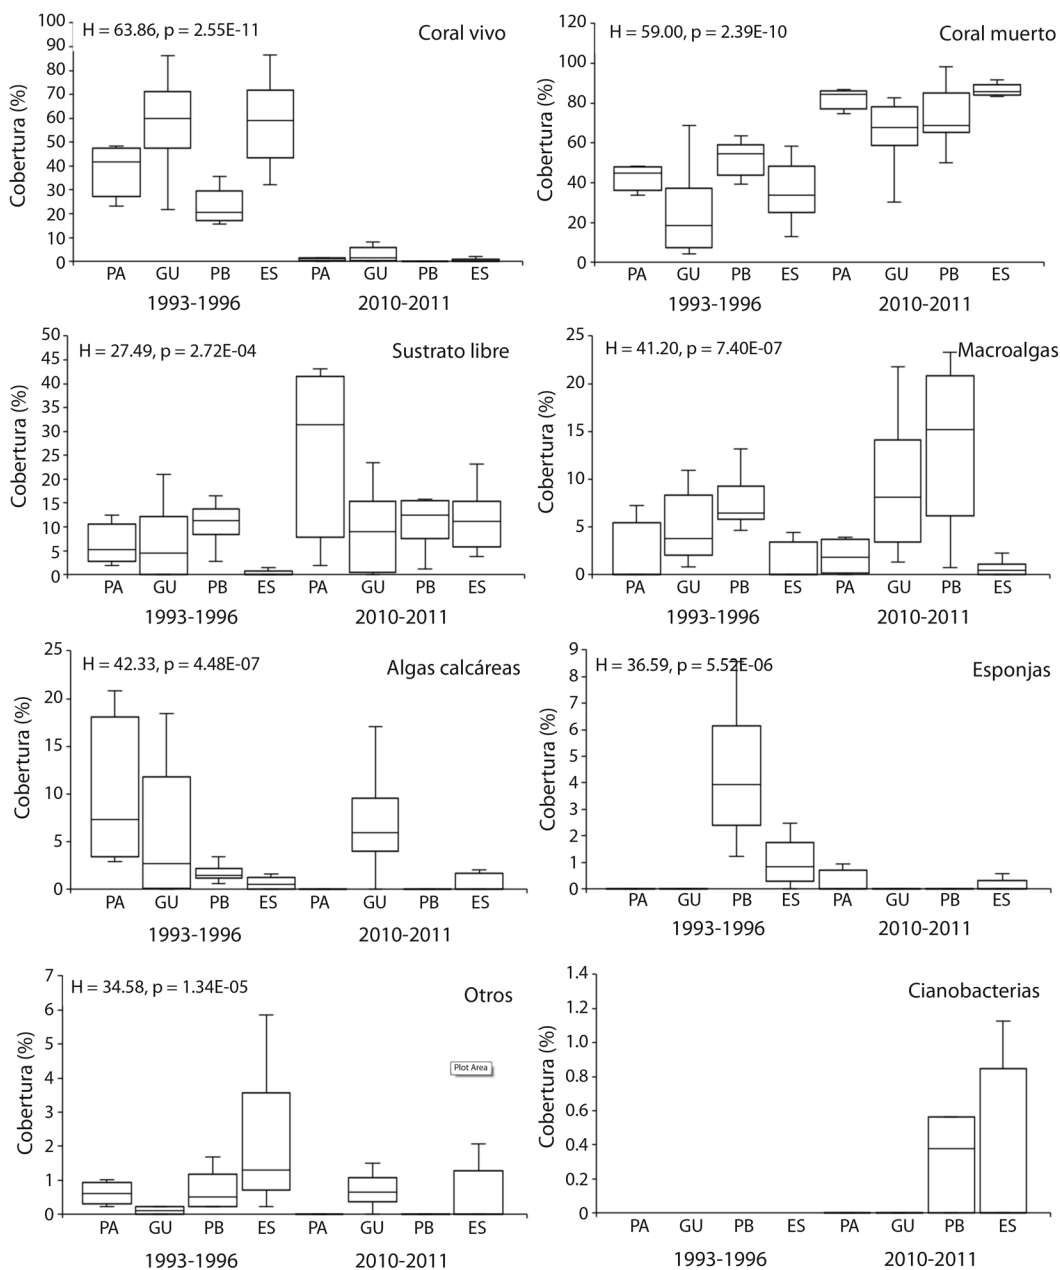 H = 63.86, p = 2.55E-11
Coral vivo
Cobertura (%)
100
90
80
70
60
50
40
30
20
10
0
PA GU PB ES PA GU PB ES
1993-1996 2010-2011
H = 59.00, p = 2.39E-10
Coral muerto
Cobertura (%)
120
100
80
60
40
20
0
PA GU PB ES PA GU PB ES
1993-1996 2010-2011
H = 27.49, p = 2.72E-04
Sustrato libre
Cobertura (%)
50
45
40
35
30
25
20
15
10
5
0
PA GU PB ES PA GU PB ES
1993-1996 2010-2011
H = 41.20, p = 7.40E-07
Macroalgas
Cobertura (%)
25
20
15
10
5
0
PA GU PB ES PA GU PB ES
1993-1996 2010-2011
H = 42.33, p = 4.48E-07
Algas calcáreas
Cobertura (%)
25
20
15
10
5
0
PA GU PB ES PA GU PB ES
1993-1996 2010-2011
H = 36.59, p = 5.52E-06
Esponjas
Cobertura (%)
9
8
7
6
5
4
3
2
1
0
PA GU PB ES PA GU PB ES
1993-1996 2010-2011
H = 34.58, p = 1.34E-05
Otros
Plot Area
Cobertura (%)
7
6
5
4
3
2
1
0
PA GU PB ES PA GU PB ES
1993-1996 2010-2011
Cianobacterias
Cobertura (%)
1.4
1.2
1.0
0.8
0.6
0.4
0.2
0
PA GU PB ES PA GU PB ES
1993-1996 2010-2011